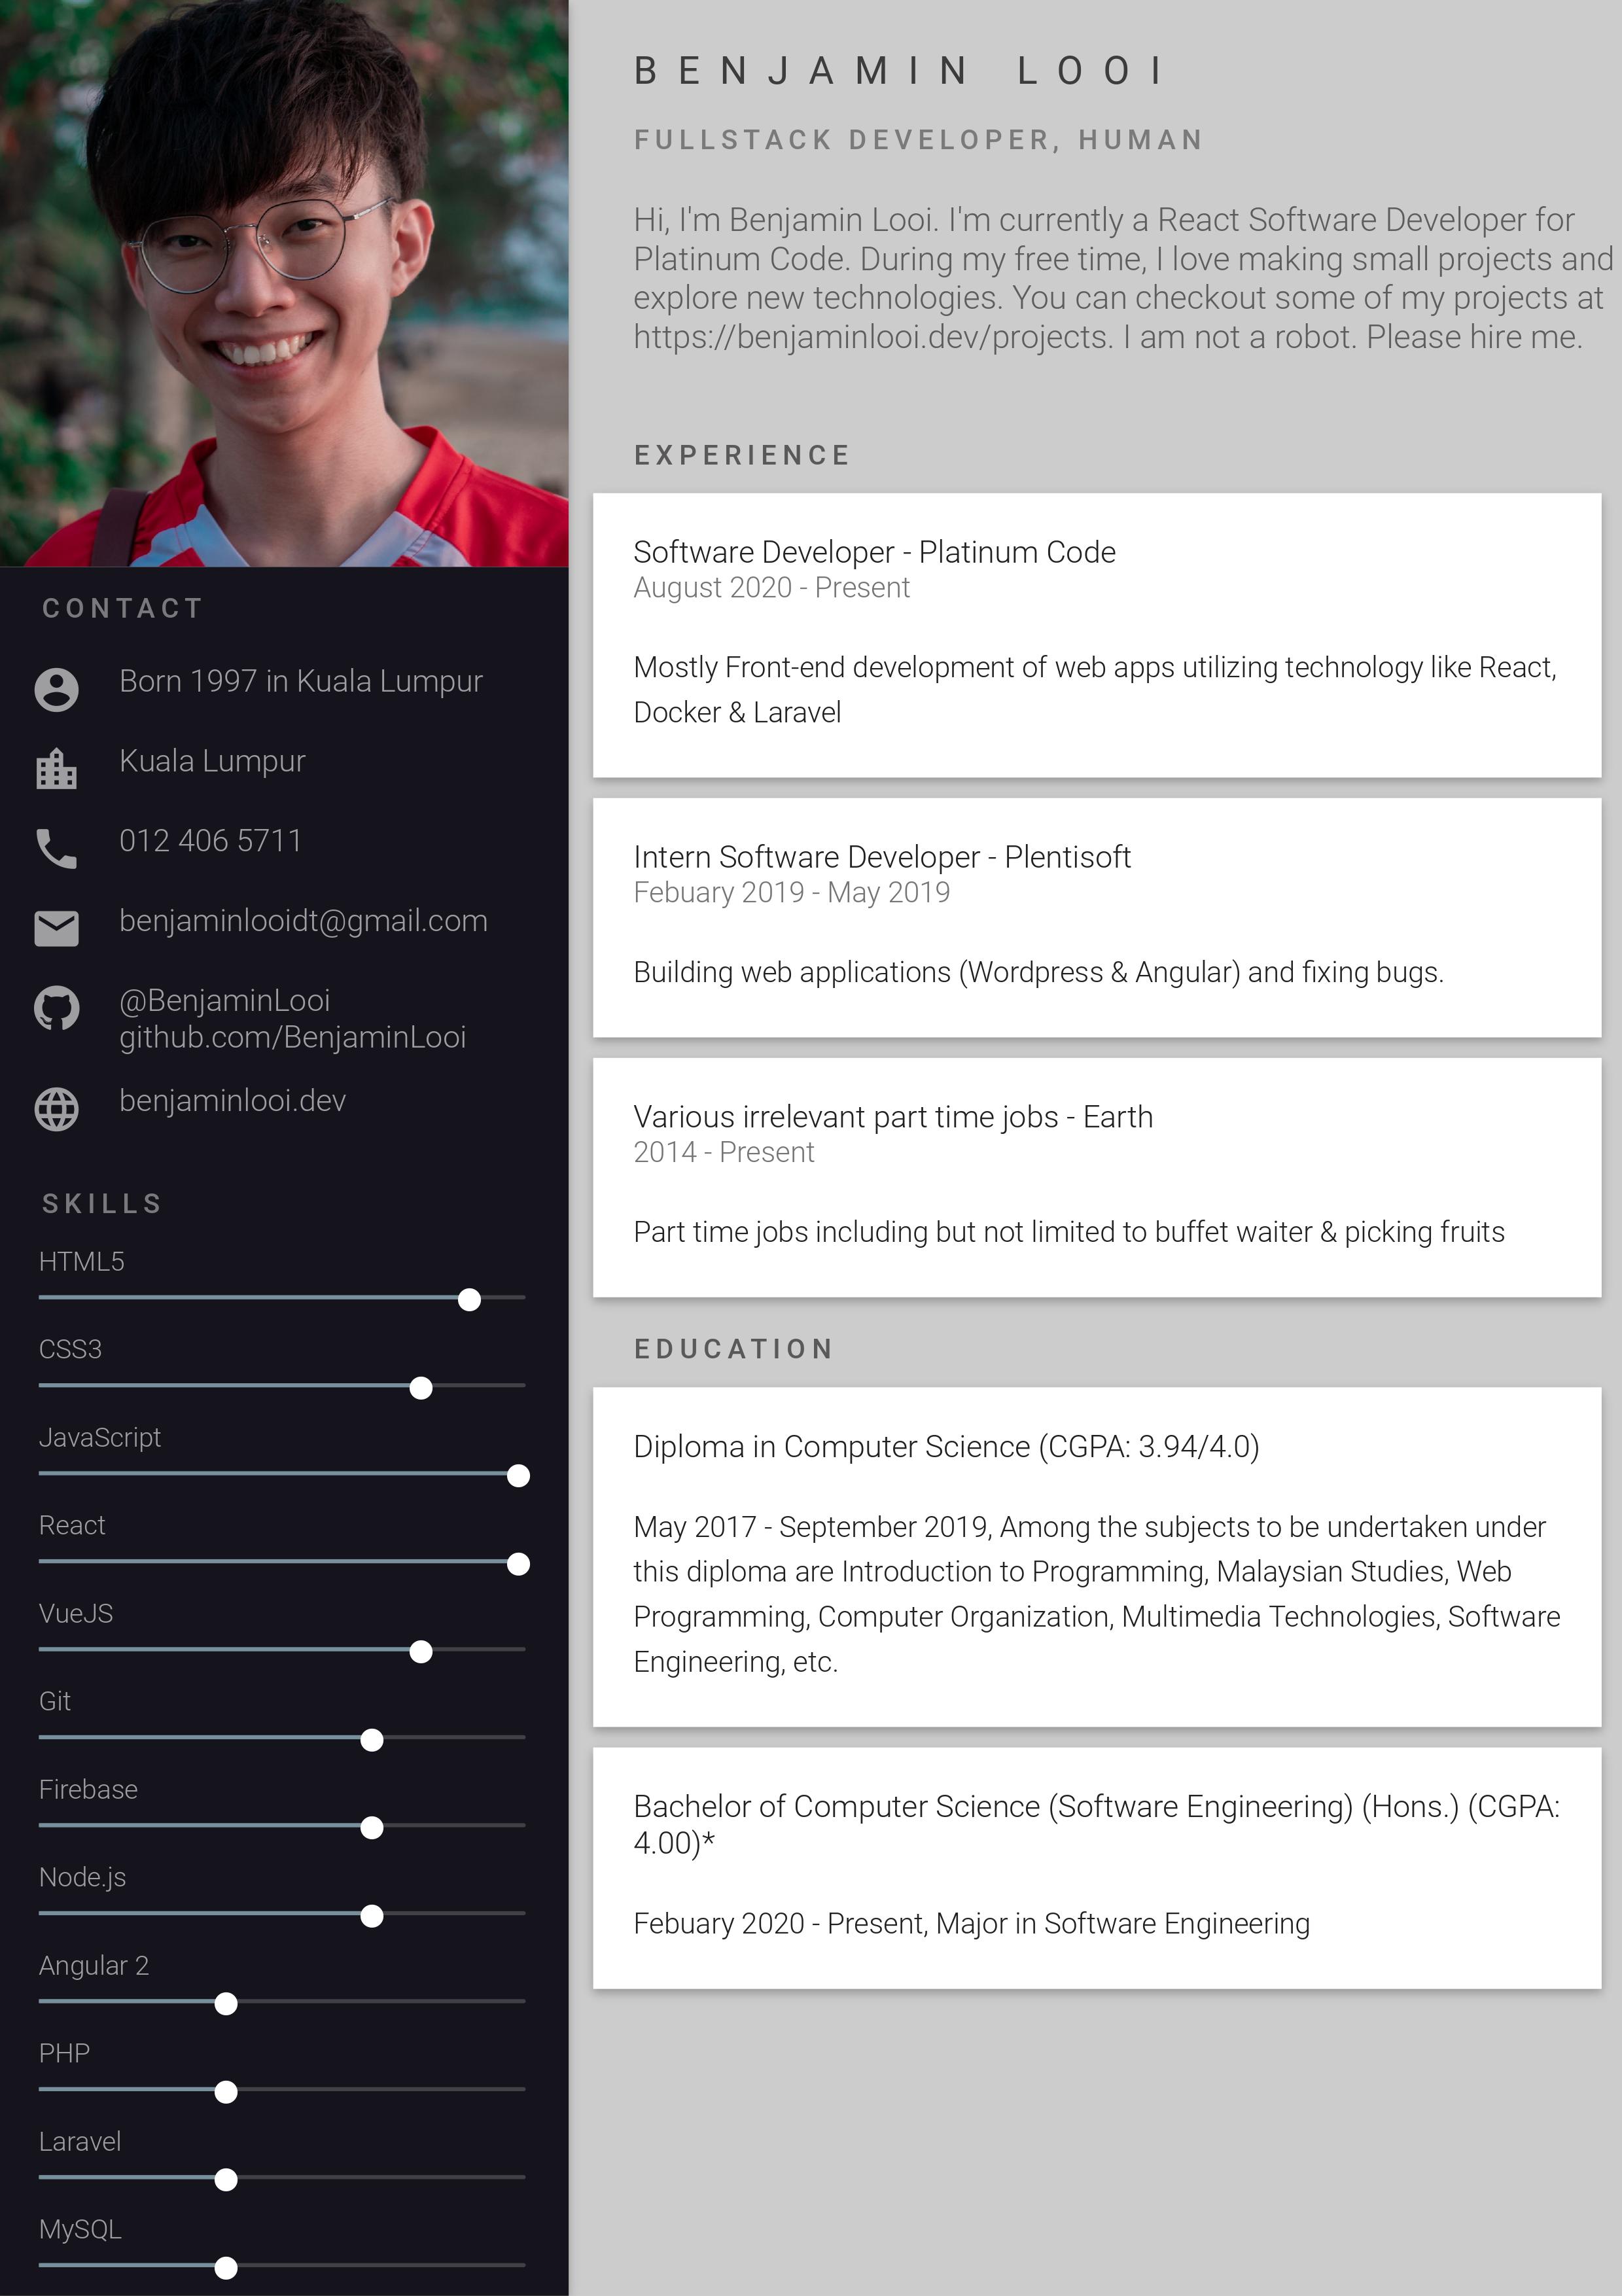 BENJAMIN LOOI
FULLSTACK DEVELOPER, HUMAN
Hi, I'm Benjamin Looi. I'm currently a React Software Developer for
Platinum Code. During my free time, I love making small projects and
explore new technologies. You can checkout some of my projects at
https://benjaminlooi.dev/projects. I am not a robot. Please hire me.
CONTACT
Born 1997 in Kuala Lumpur
Kuala Lumpur
012 406 5711
benjaminlooidt@gmail.com
@BenjaminLooi
github.com/BenjaminLooi
benjaminlooi.dev
SKILLS
HTML5
CSS3
JavaScript
React
VueJS
Git
Firebase
Node.js
Angular 2
PHP
Laravel
MySQL
EXPERIENCE
Software Developer - Platinum Code
August 2020 - Present
Mostly Front-end development of web apps utilizing technology like React,
Docker & Laravel
Intern Software Developer - Plentisoft
Febuary 2019 - May 2019
Building web applications (Wordpress & Angular) and fixing bugs.
Various irrelevant part time jobs - Earth
2014 - Present
Part time jobs including but not limited to buffet waiter & picking fruits
EDUCATION
Diploma in Computer Science (CGPA: 3.94/4.0)
May 2017 - September 2019, Among the subjects to be undertaken under
this diploma are Introduction to Programming, Malaysian Studies, Web
Programming, Computer Organization, Multimedia Technologies, Software
Engineering, etc.
Bachelor of Computer Science (Software Engineering) (Hons.) (CGPA:
4.00)*
Febuary 2020 - Present, Major in Software Engineering